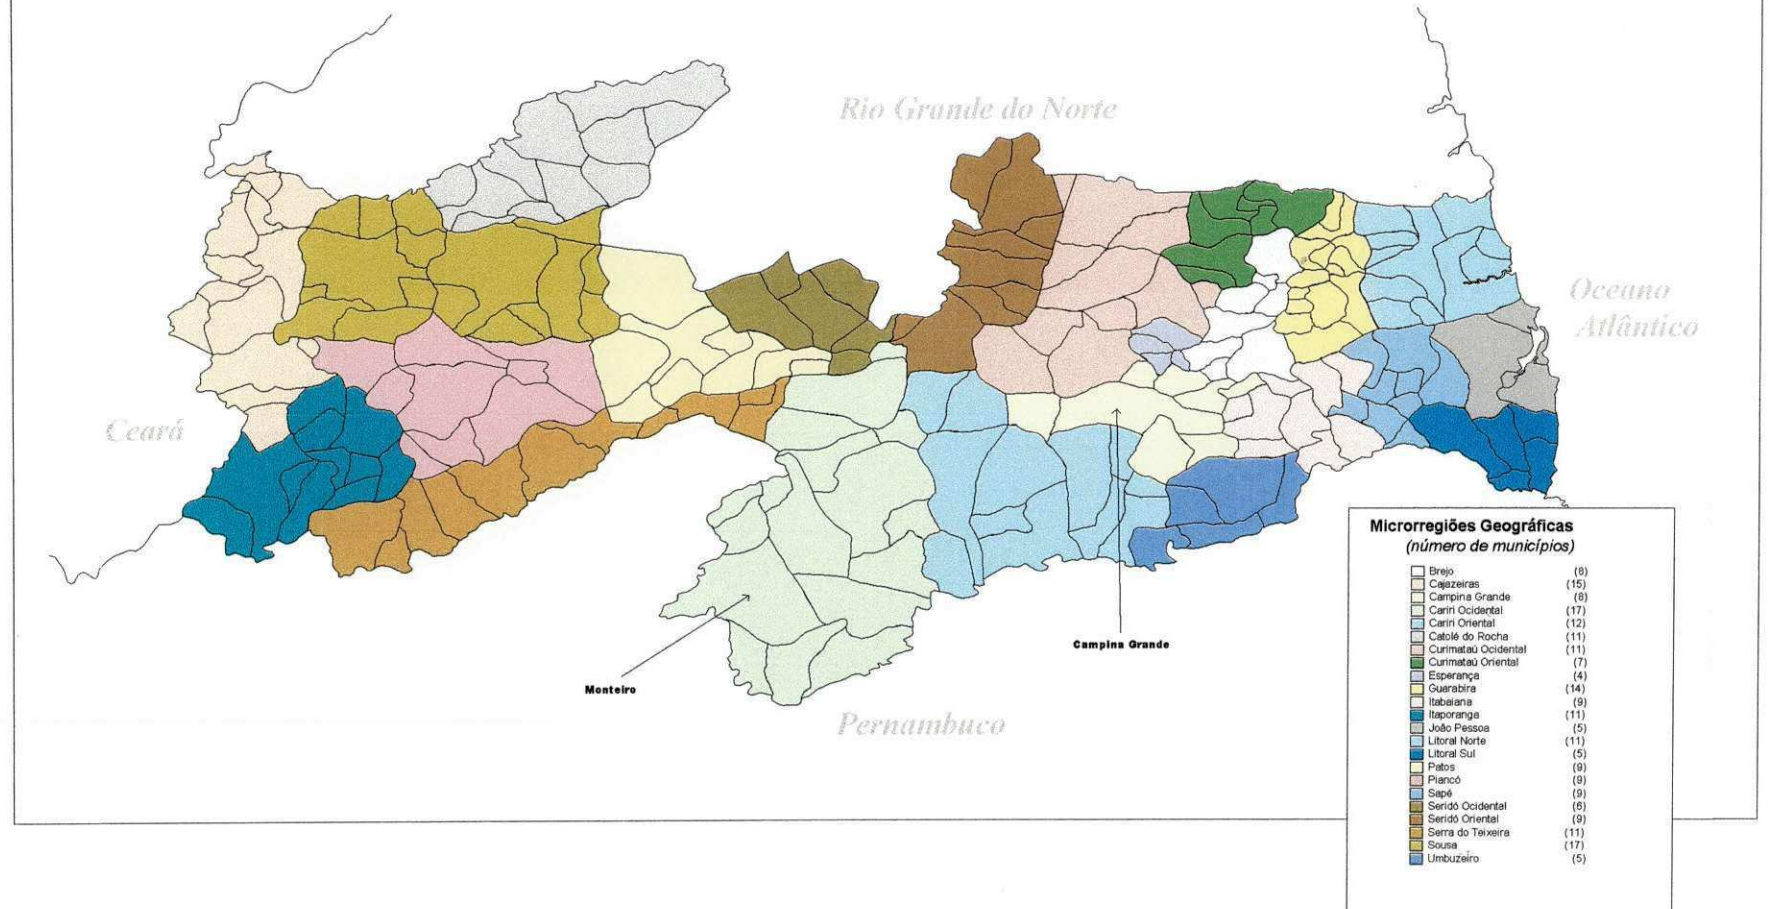 Rio Grande do Norte
Oceano
Atlântico
Ceará
Campina Grande
Monteiro
Pernambuco
Microrregiões Geográficas
(número de municípios)
Brejo (8)
Cajazeiras (15)
Campina Grande (8)
Cariri Ocidental (17)
Cariri Oriental (12)
Catolé do Rocha (11)
Curimataú Ocidental (11)
Curimataú Oriental (7)
Esperança (4)
Guarabira (14)
Itabaiana (9)
Itaporanga (11)
João Pessoa (5)
Litoral Norte (11)
Litoral Sul (5)
Patos (9)
Piancó (9)
Sapé (9)
Seridó Ocidental (6)
Seridó Oriental (9)
Serra do Teixeira (11)
Sousa (17)
Umbuzeiro (5)